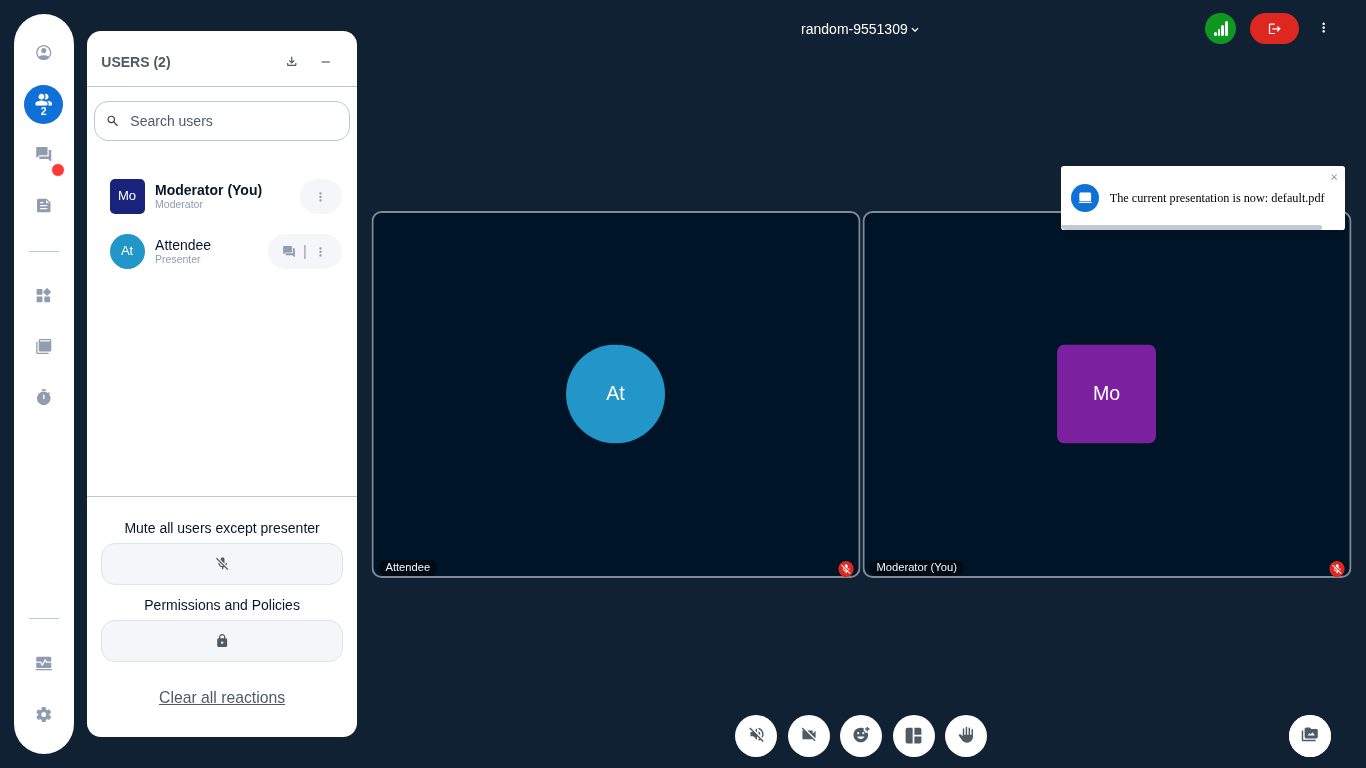 random-9551309
2
USERS (2)
Search users
Mo
Moderator (You)
Moderator
At
Attendee
Presenter
Mute all users except presenter
Permissions and Policies
Clear all reactions
The current presentation is now: default.pdf
At
Attendee
Mo
Moderator (You)